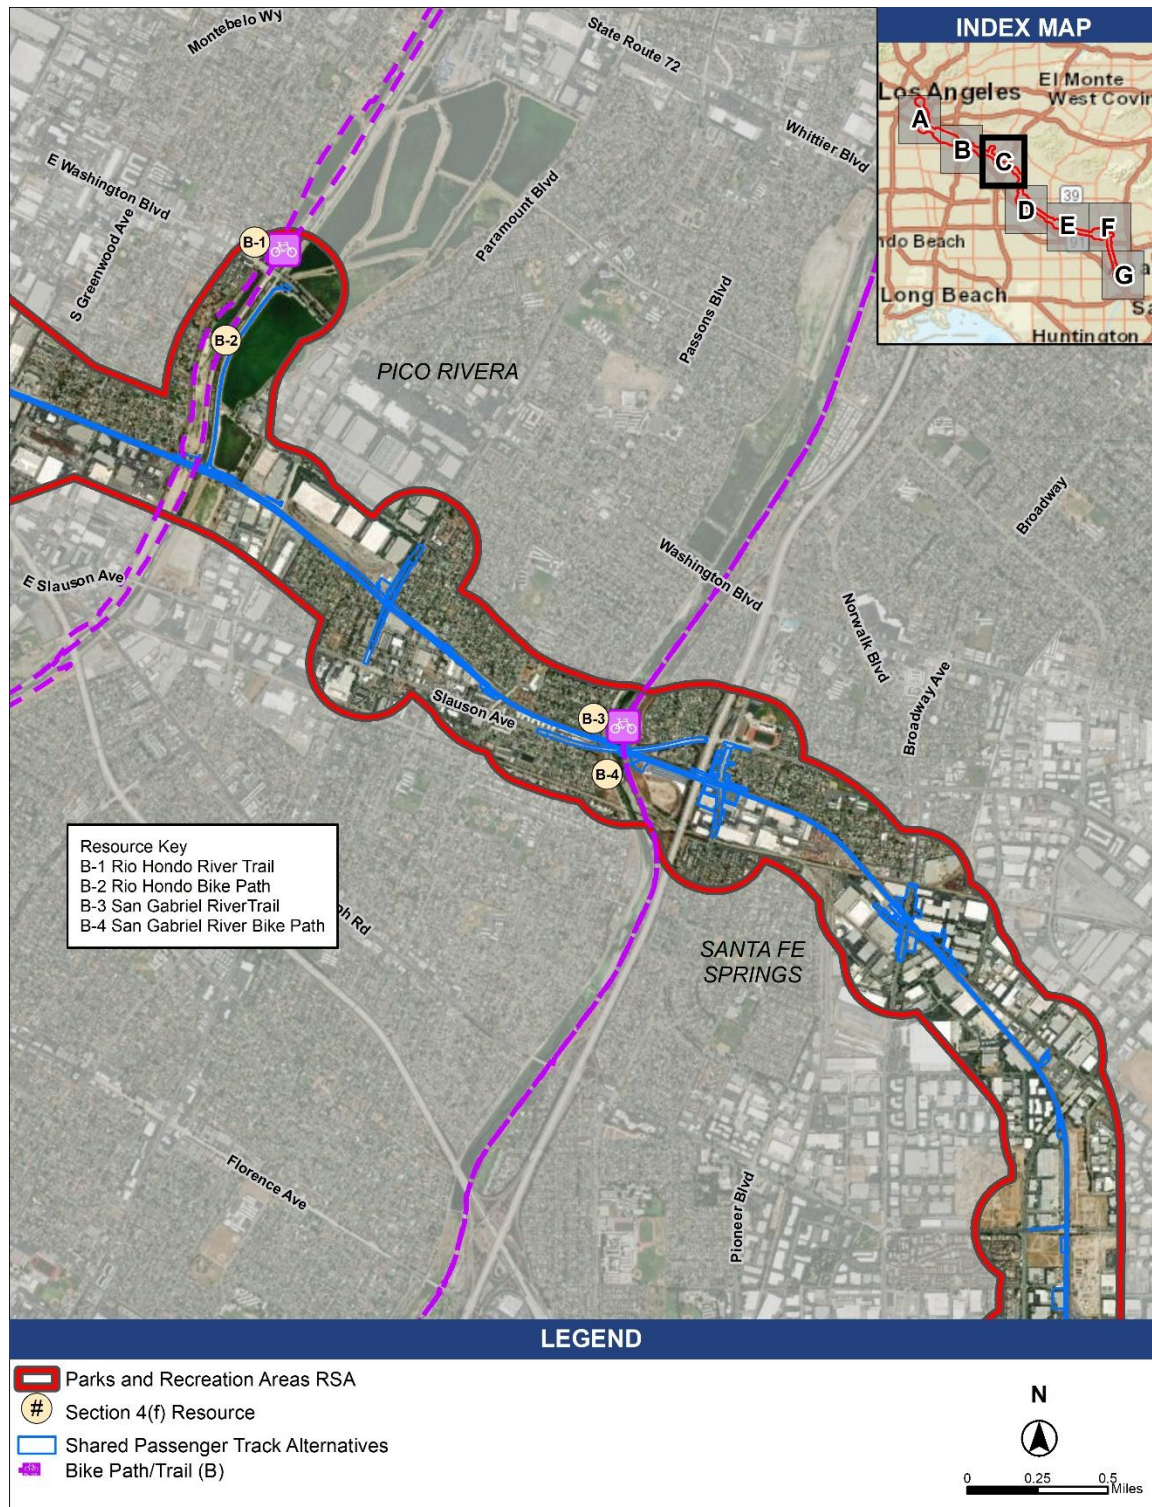 Montebelo Wy
State Route 72
Whittier Blvd
E Washington Blvd
S Greenwood Ave
Paramount Blvd
Passons Blvd
INDEX MAP
Los Angeles
El Monte
West Covin
A
B
C
D
E
F
G
39
91
ndo Beach
Long Beach
Huntington
B-1
B-2
PICO RIVERA
Broadway
Washington Blvd
E Slauson Ave
Norwalk Blvd
Broadway Ave
Slauson Ave
B-3
B-4
Resource Key
B-1 Rio Hondo River Trail
B-2 Rio Hondo Bike Path
B-3 San Gabriel RiverTrail
B-4 San Gabriel River Bike Path
ph Rd
SANTA FE
SPRINGS
Florence Ave
Pioneer Blvd
LEGEND
Parks and Recreation Areas RSA
# Section 4(f) Resource
Shared Passenger Track Alternatives
Bike Path/Trail (B)
N
0 0.25 0.5
Miles